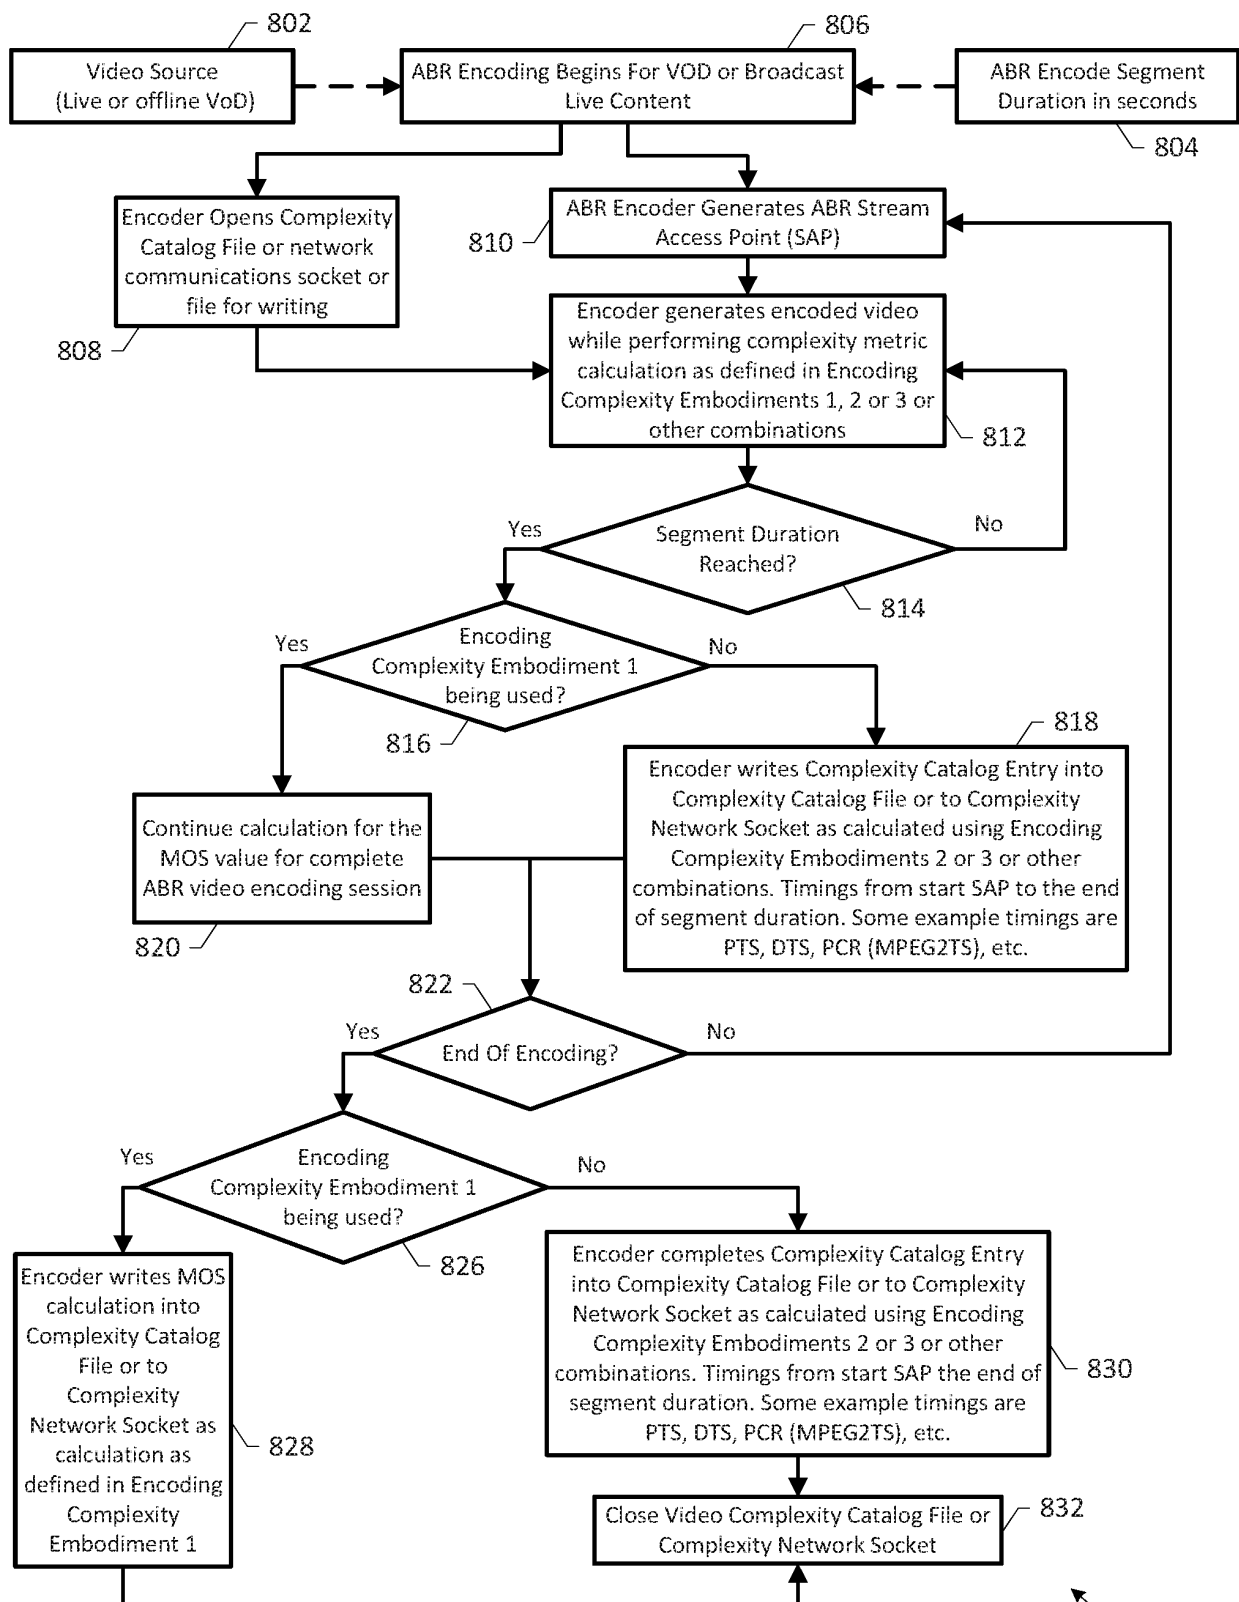 802
806
Video Source
(Live or offline VoD)
ABR Encoding Begins For VOD or Broadcast
Live Content
ABR Encode Segment
Duration in seconds
804
Encoder Opens Complexity
Catalog File or network
communications socket or
file for writing
808
810
ABR Encoder Generates ABR Stream
Access Point (SAP)
Encoder generates encoded video
while performing complexity metric
calculation as defined in Encoding
Complexity Embodiments 1, 2 or 3 or
other combinations
812
Yes
Segment Duration
Reached?
No
814
Yes
Encoding
Complexity Embodiment 1
being used?
No
816
818
Encoder writes Complexity Catalog Entry into
Complexity Catalog File or to Complexity
Network Socket as calculated using Encoding
Complexity Embodiments 2 or 3 or other
combinations. Timings from start SAP to the end
of segment duration. Some example timings are
PTS, DTS, PCR (MPEG2TS), etc.
Continue calculation for the
MOS value for complete
ABR video encoding session
820
822
Yes
End Of Encoding?
No
Yes
Encoding
Complexity Embodiment 1
being used?
No
826
Encoder writes MOS
calculation into
Complexity Catalog
File or to
Complexity
Network Socket as
calculation as
defined in Encoding
Complexity
Embodiment 1
828
Encoder completes Complexity Catalog Entry
into Complexity Catalog File or to Complexity
Network Socket as calculated using Encoding
Complexity Embodiments 2 or 3 or other
combinations. Timings from start SAP the end of
segment duration. Some example timings are
PTS, DTS, PCR (MPEG2TS), etc.
830
Close Video Complexity Catalog File or
Complexity Network Socket
832